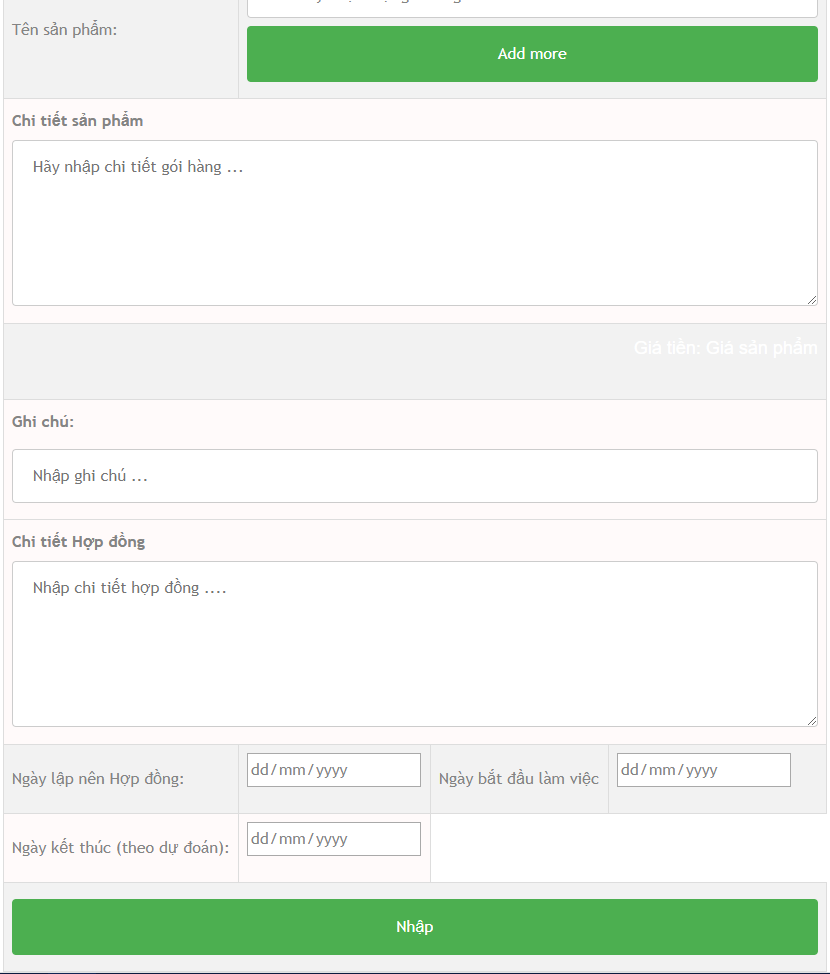 Tên sản phẩm:
Add more
Chi tiết sản phẩm
Hãy nhập chi tiết gói hàng ...
Giá tiền: Giá sản phẩm
Ghi chú:
Nhập ghi chú ...
Chi tiết Hợp đồng
Nhập chi tiết hợp đồng ....
Ngày lập nên Hợp đồng: dd/mm/yyyy Ngày bắt đầu làm việc dd/mm/yyyy
Ngày kết thúc (theo dự đoán): dd/mm/yyyy
Nhập